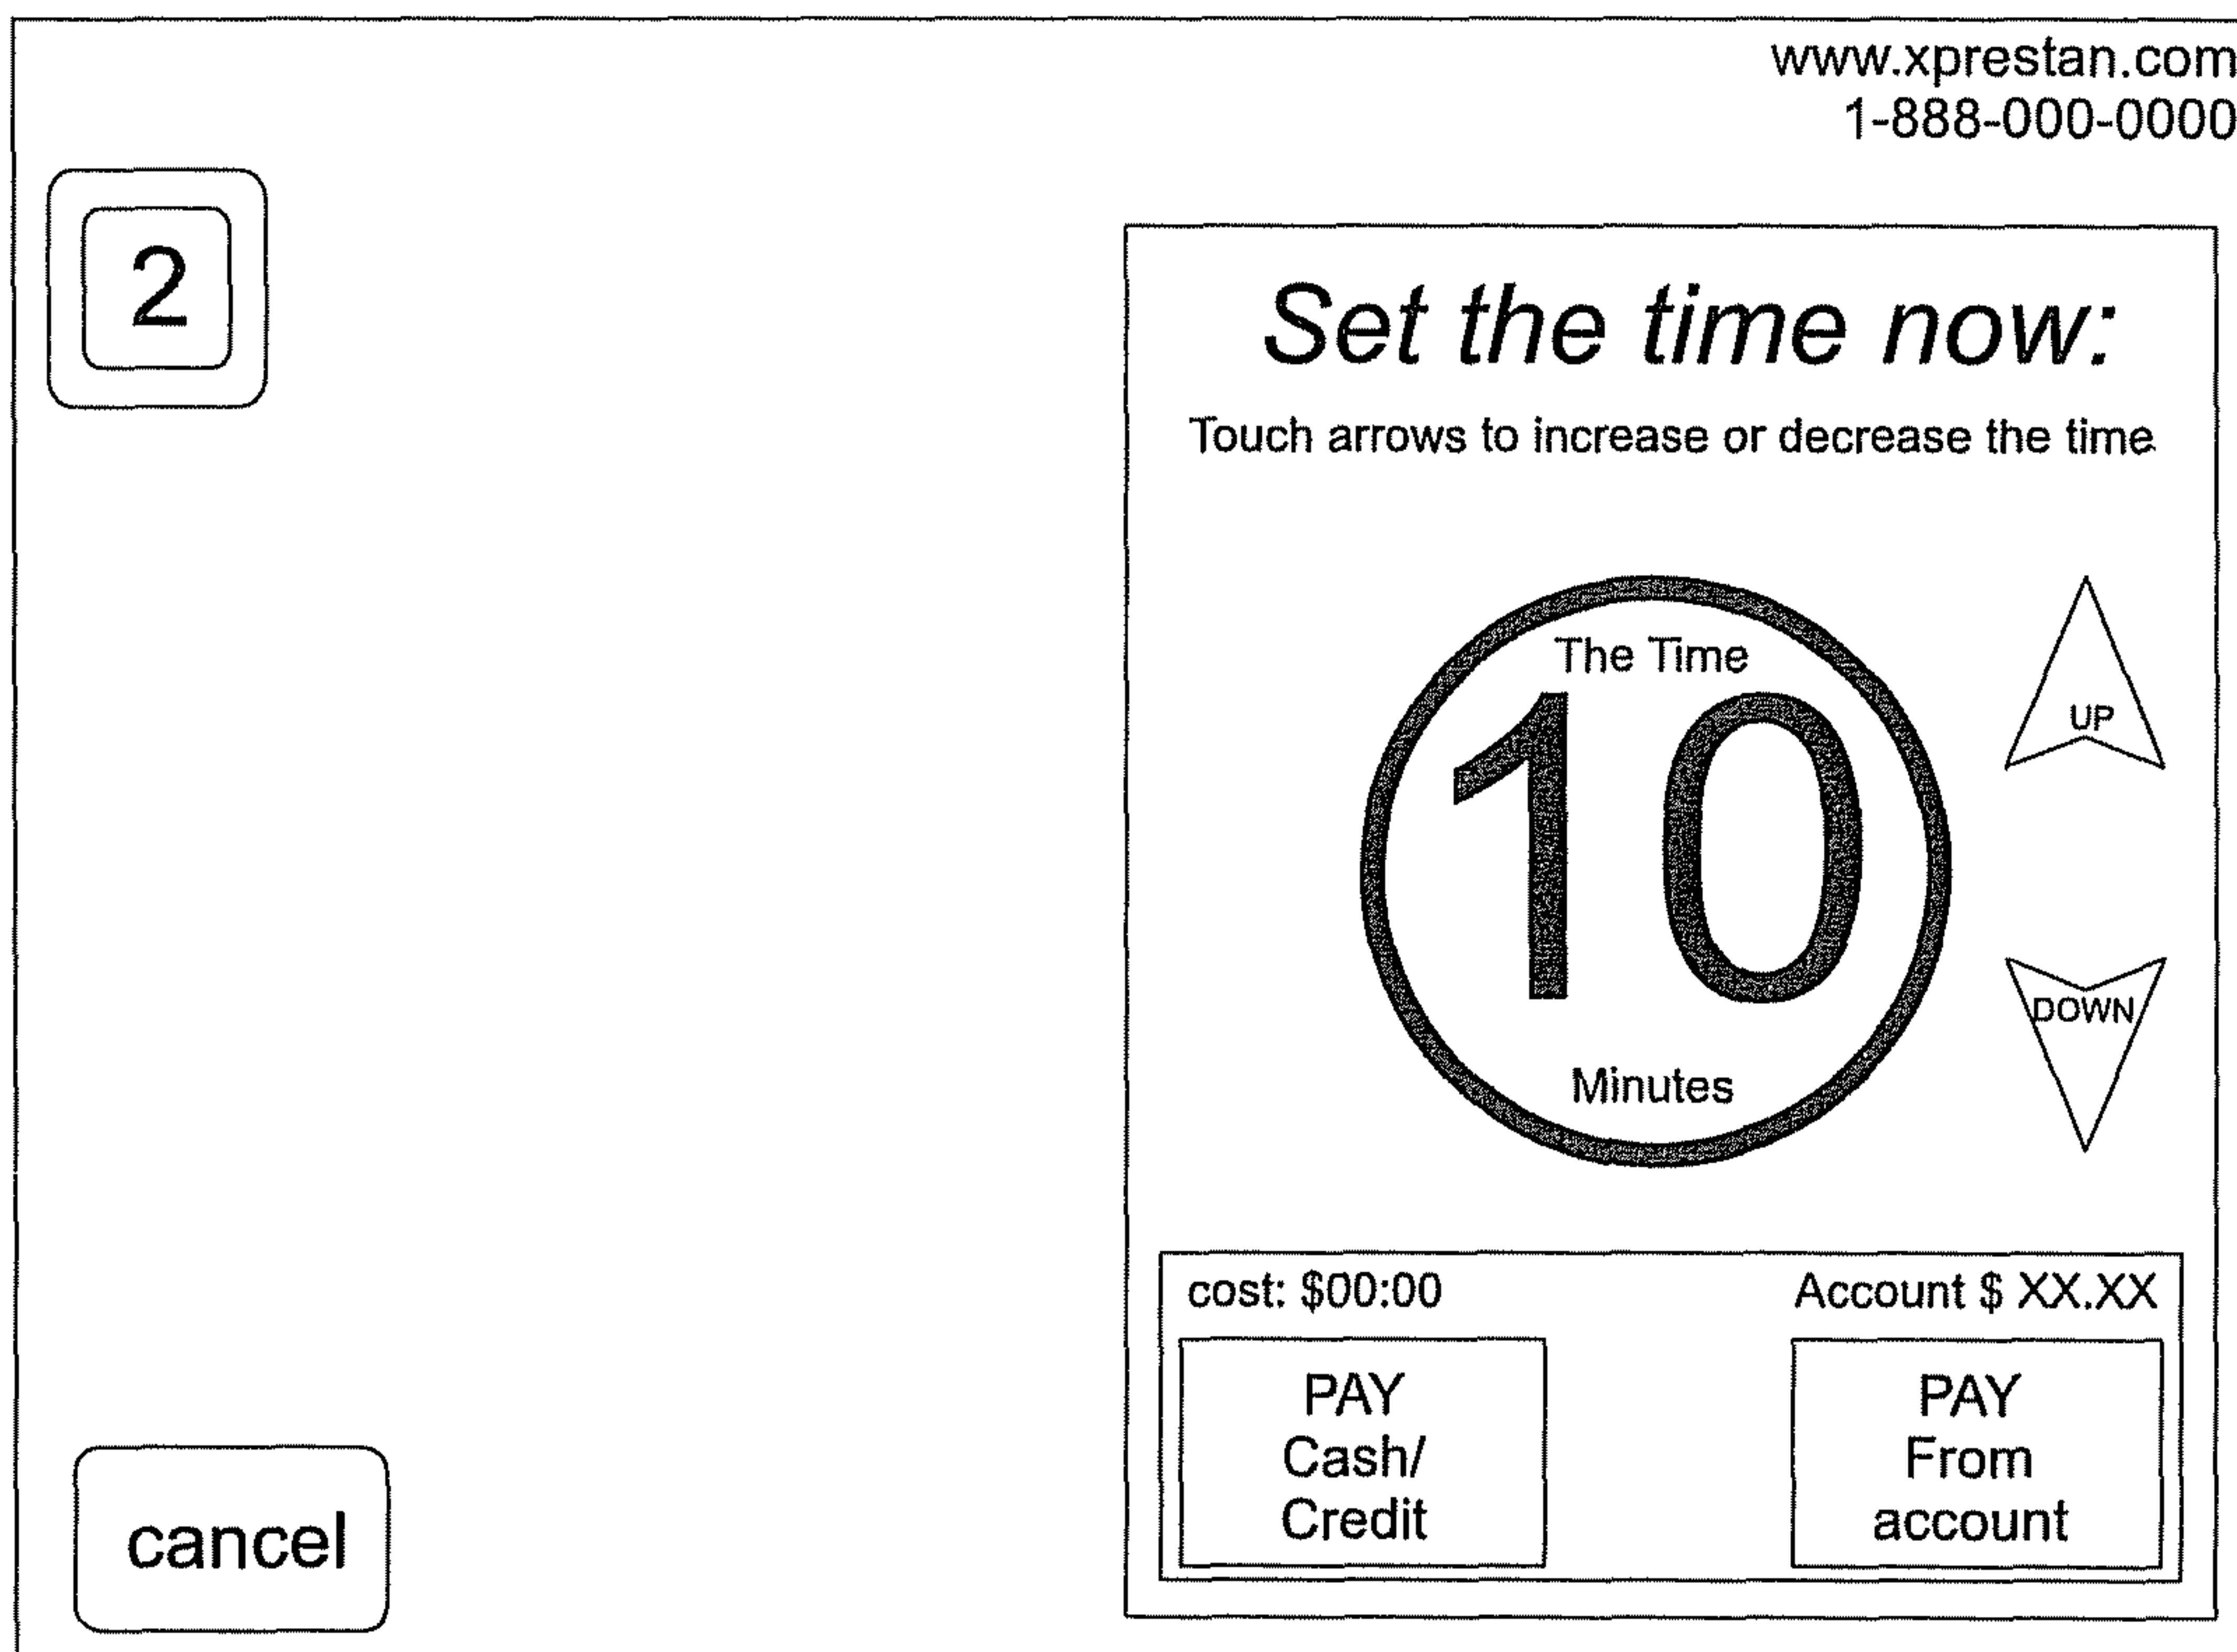 www.xprestan.com
1-888-000-0000
2
Set the time now:
Touch arrows to increase or decrease the time
The Time
10
Minutes
UP
DOWN
cost: $00:00
Account $ XX.XX
PAY
Cash/
Credit
PAY
From
account
cancel